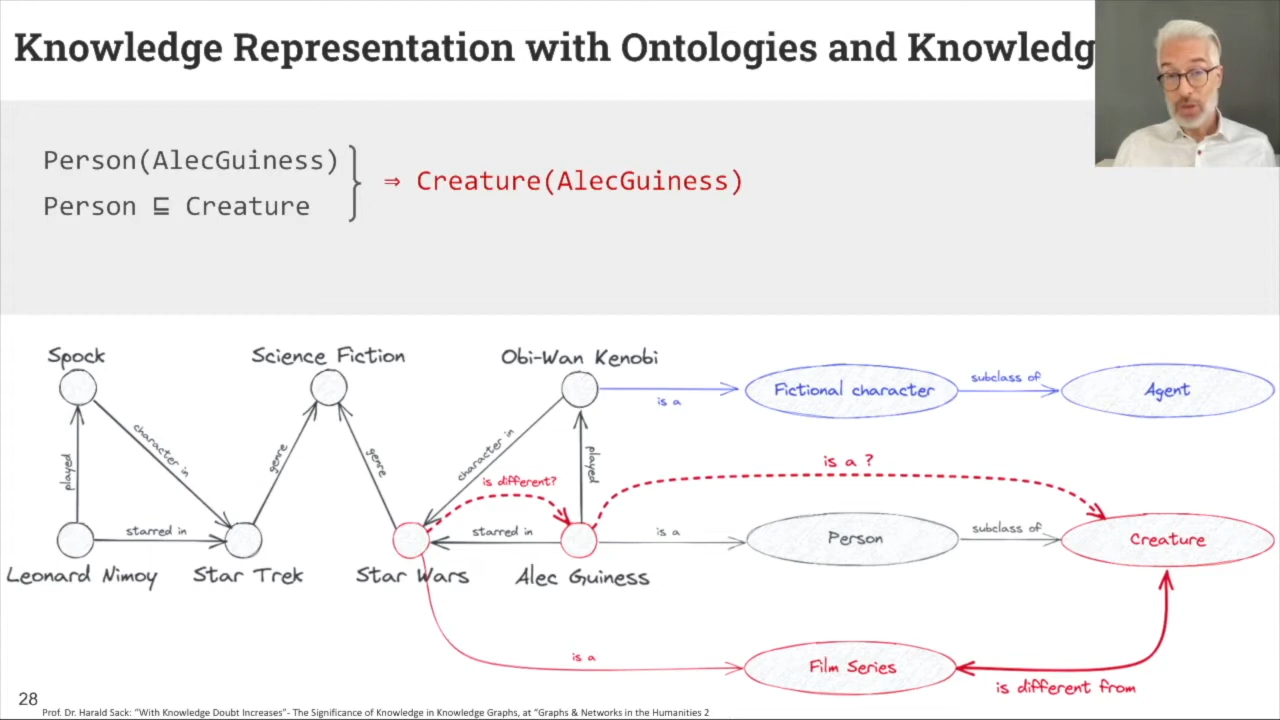 Knowledge Representation with Ontologies and Knowledg
Person(AlecGuiness)
Person ⊑ Creature
⇒ Creature(AlecGuiness)
Spock
Science Fiction
Obi-Wan Kenobi
Fictional character
subclass of
Agent
is a
played
character in
genre
genre
character in
played
is different?
is a ?
starred in
starred in
is a
Person
subclass of
Creature
Leonard Nimoy
Star Trek
Star Wars
Alec Guiness
is a
Film Series
is different from
28
Prof. Dr. Harald Sack: "With Knowledge Doubt Increases"- The Significance of Knowledge in Knowledge Graphs, at "Graphs & Networks in the Humanities 2